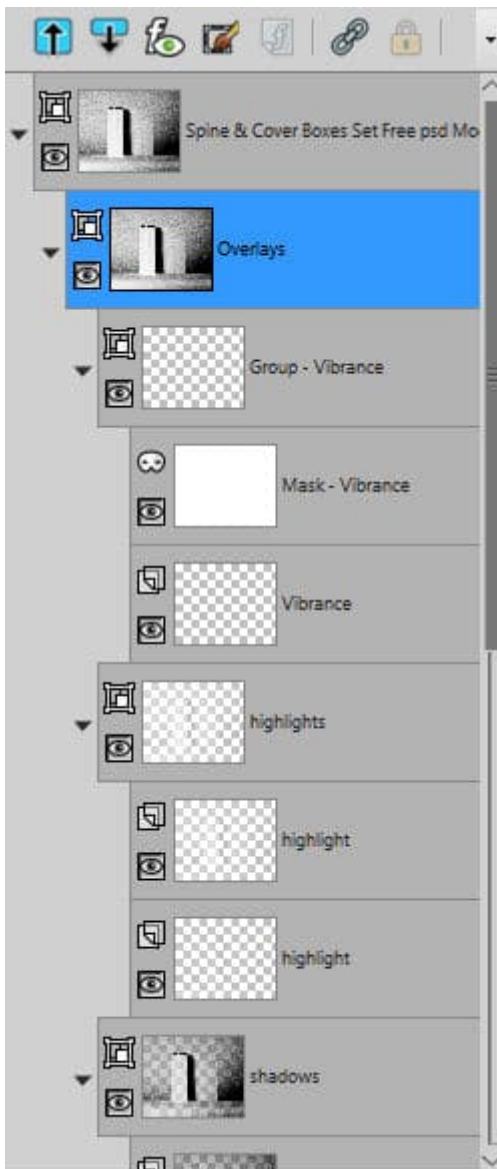 Spine & Cover Boxes Set Free psd Mo
Overlays
Group - Vibrance
Mask - Vibrance
Vibrance
highlights
highlight
highlight
shadows